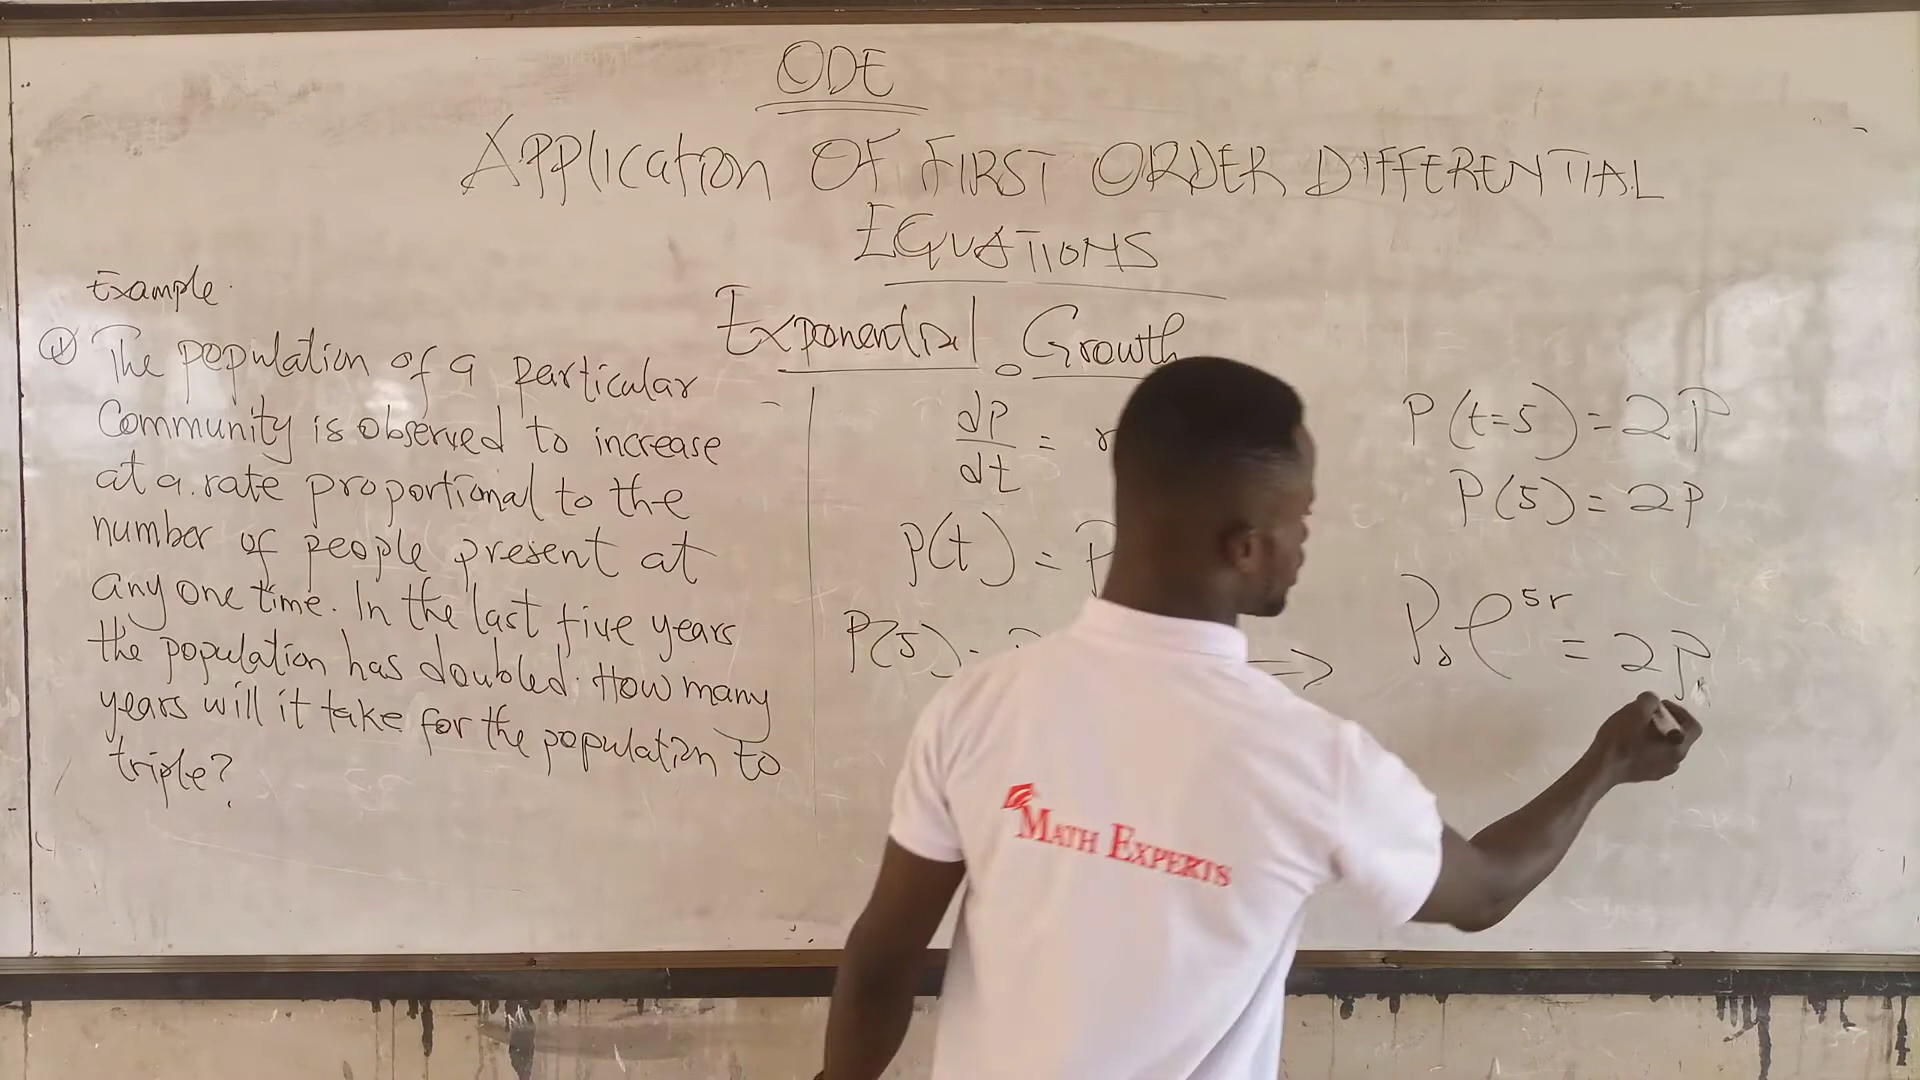 ODE
APPlication OF FIRST ORDER DIFFERENTIAL
EQUATIONS
Example.
① The population of a particular
Community is observed to increase
at a rate proportional to the
number of people present at
any one time. In the last five years
the population has doubled. How many
years will it take for the population to
triple?
Exponential Growth
dP/dt = r
P(t) = P
P(5) =
P(t=5) = 2P
P(5) = 2P
⇒ P₀e^5r = 2P
MATH EXPERTS